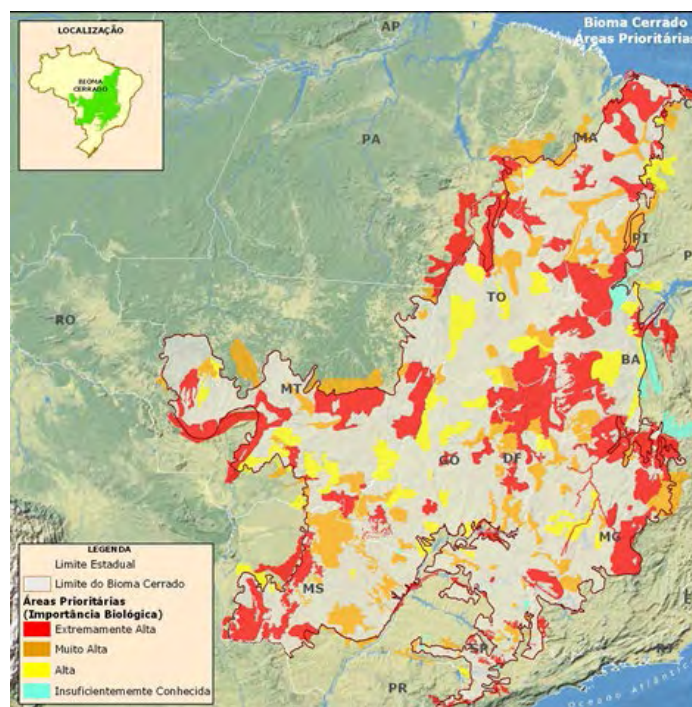 LOCALIZAÇÃO
BIOMA
CERRADO
Bioma Cerrado
Áreas Prioritárias
AP
PA
MA
PI
TO
RO
BA
MT
GO
DF
MG
MS
SP
RJ
PR
Oceano Atlântico
LEGENDA
Limite Estadual
Limite do Bioma Cerrado
Áreas Prioritárias
(Importância Biológica)
Extremamente Alta
Muito Alta
Alta
Insuficientemente Conhecida